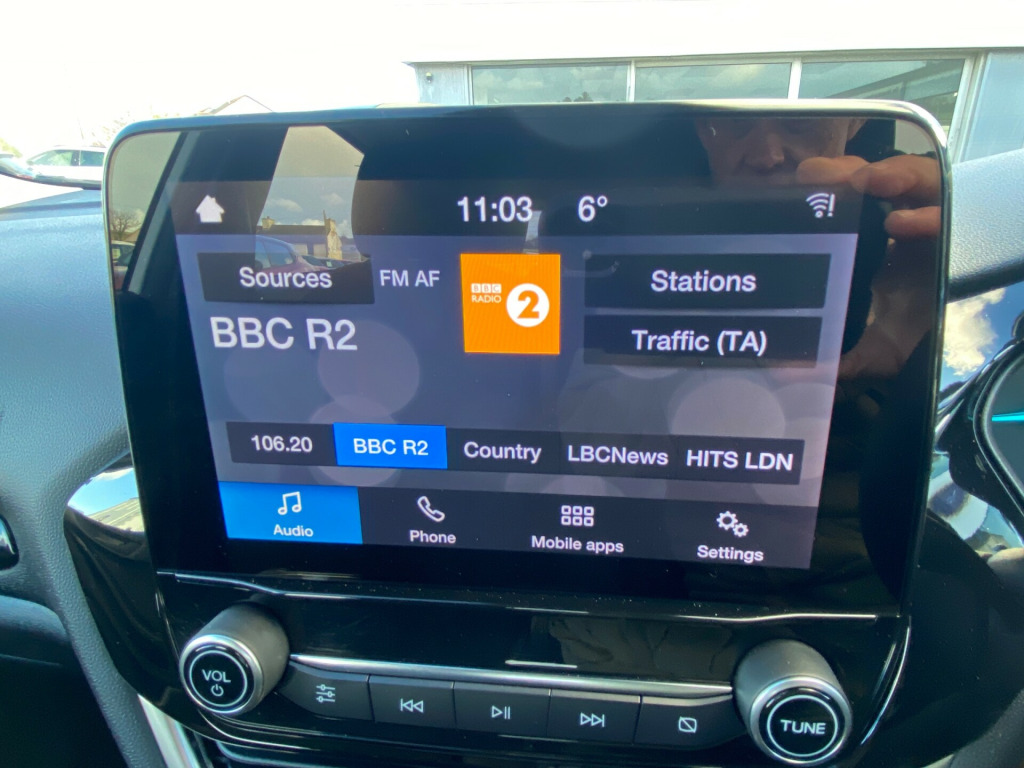 11:03 6°
Sources FM AF BBC RADIO 2 Stations
BBC R2 Traffic (TA)
106.20 BBC R2 Country LBCNews HITS LDN
Audio Phone Mobile apps Settings
VOL TUNE